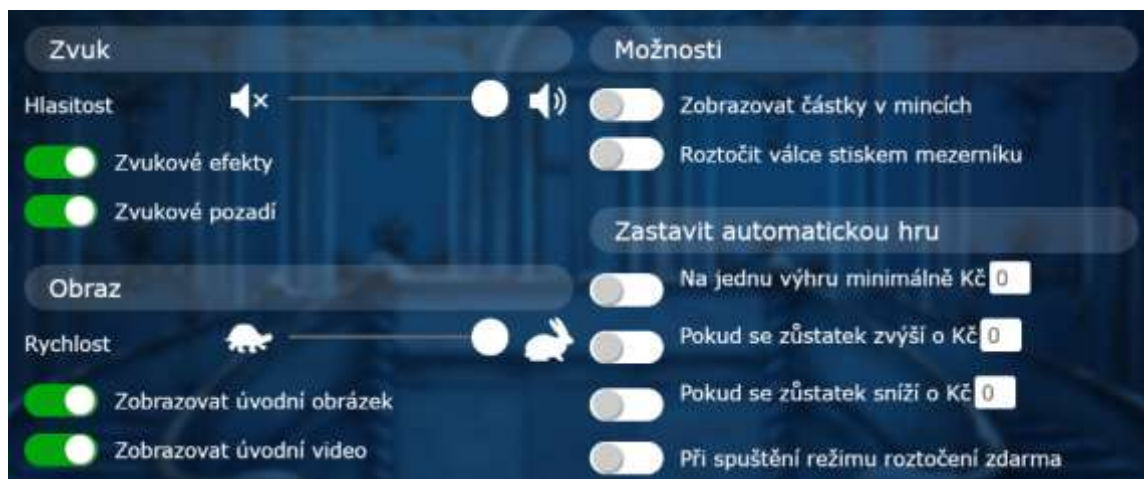 Zvuk
Hlasitost
Zvukové efekty
Zvukové pozadí
Obraz
Rychlost
Zobrazovat úvodní obrázek
Zobrazovat úvodní video
Možnosti
Zobrazovat částky v mincích
Roztočit válce stiskem mezerníku
Zastavit automatickou hru
Na jednu výhru minimálně Kč 0
Pokud se zůstatek zvýší o Kč 0
Pokud se zůstatek sníží o Kč 0
Při spuštění režimu roztočení zdarma